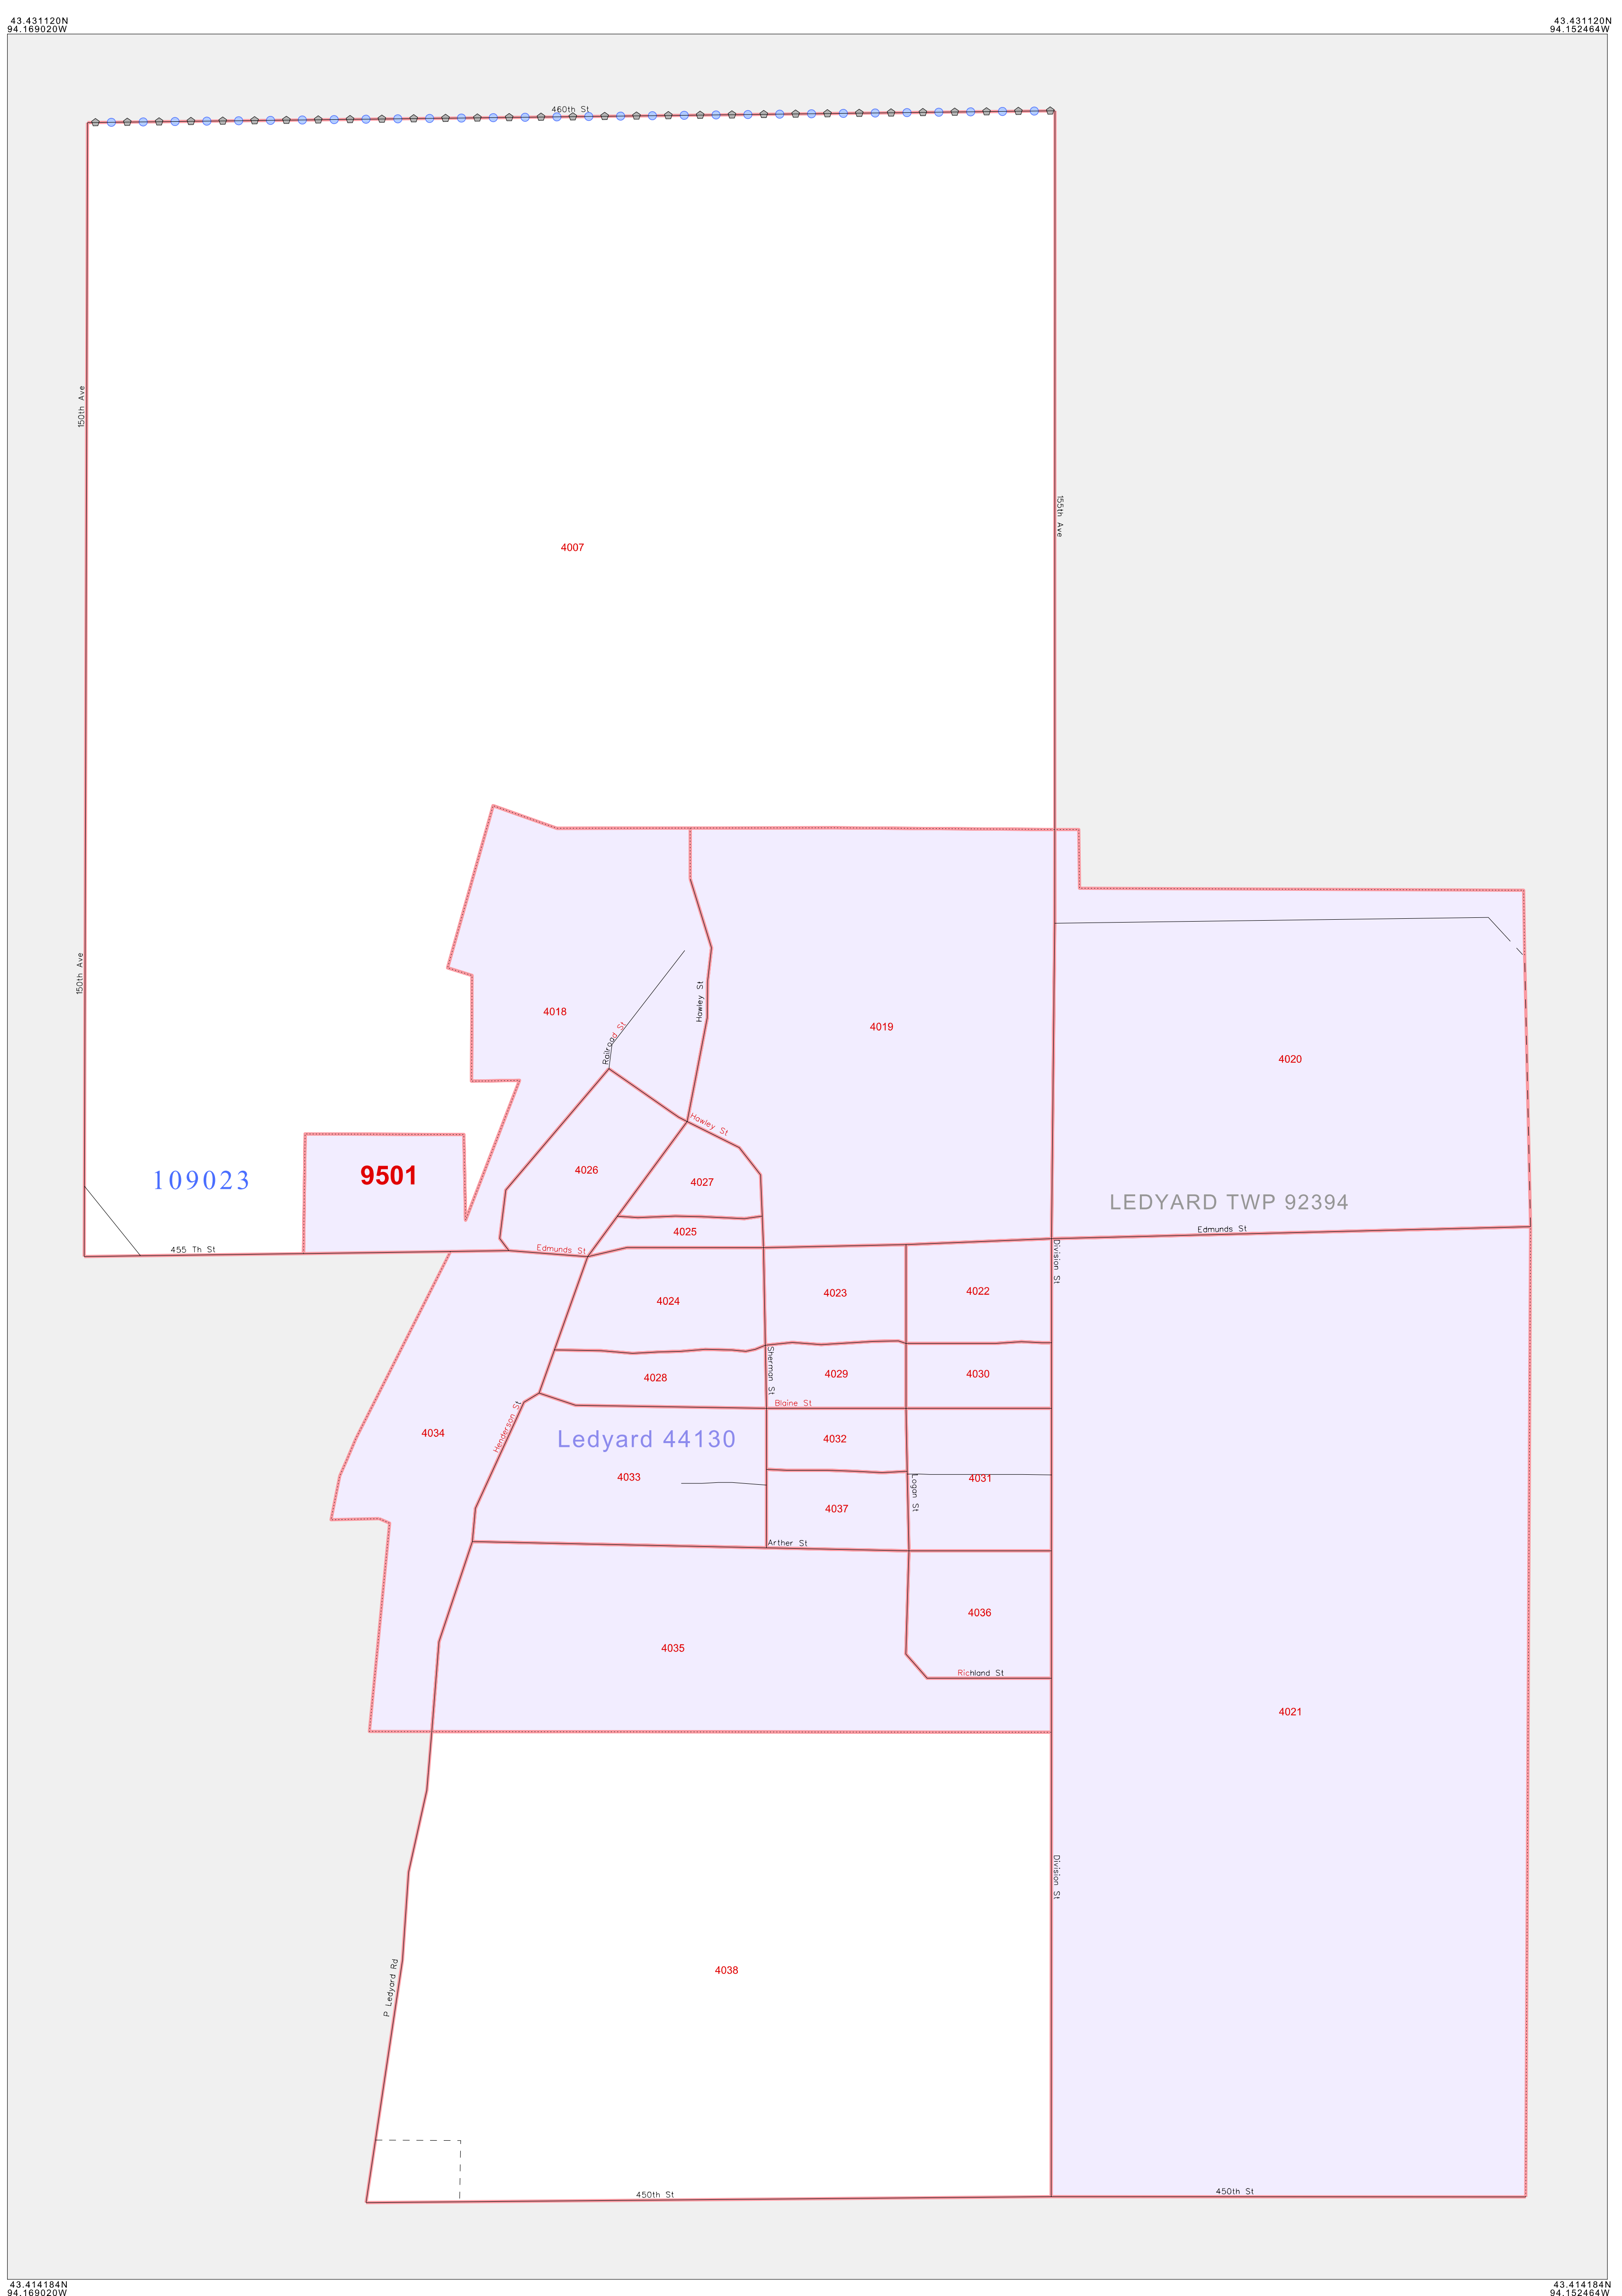 43.431120N
94.169020W
43.431120N
94.152464W
460th St
150th Ave
155th Ave
4007
150th Ave
4018
Hawley St
4019
Railroad St
4020
Hawley St
109023
9501
4026
4027
LEDYARD TWP 92394
4025
Edmunds St
455 Th St
Edmunds St
Division St
4024
4023
4022
Sherman St
4028
4029
4030
Blaine St
Henderson St
4034
Ledyard 44130
4032
4033
4031
Logan St
4037
Arther St
4036
4035
Richland St
4021
Division St
4038
P Ledyard Rd
450th St
450th St
43.414184N
94.169020W
43.414184N
94.152464W